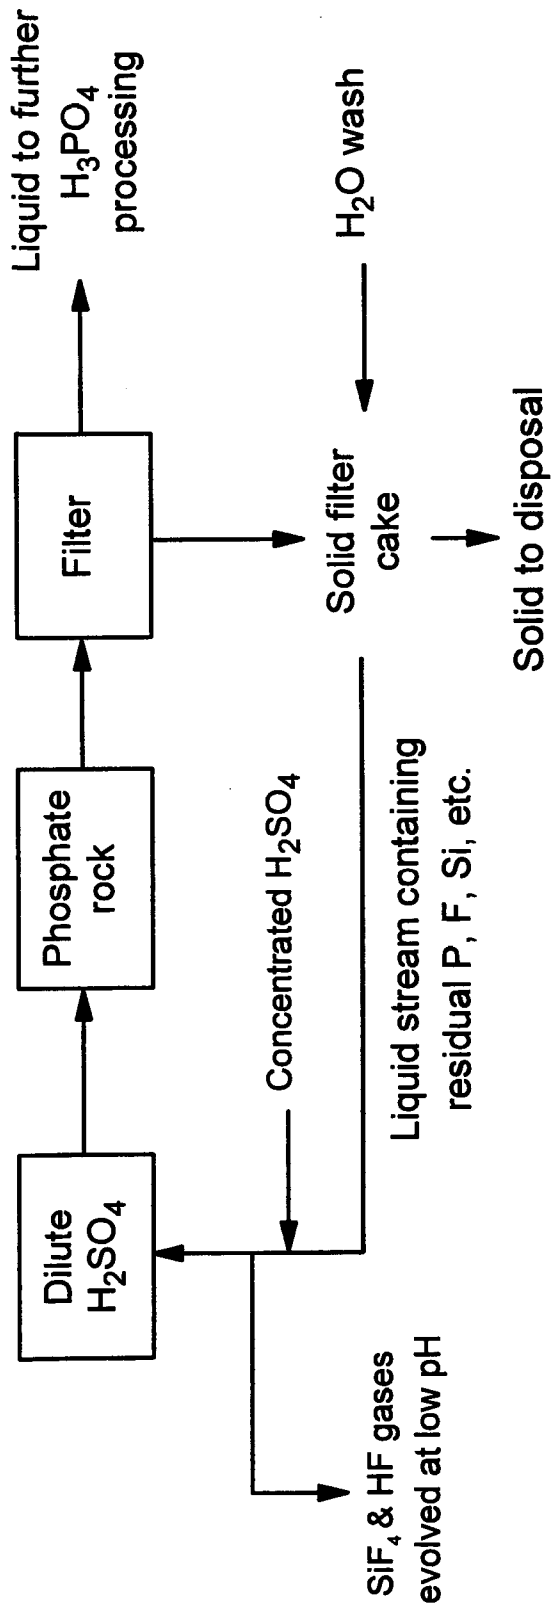 Dilute
H₂SO₄
Phosphate
rock
Filter
Liquid to further
H₃PO₄
processing
Concentrated H₂SO₄
Solid filter
cake
H₂O wash
Liquid stream containing
residual P, F, Si, etc.
SiF₄ & HF gases
evolved at low pH
Solid to disposal